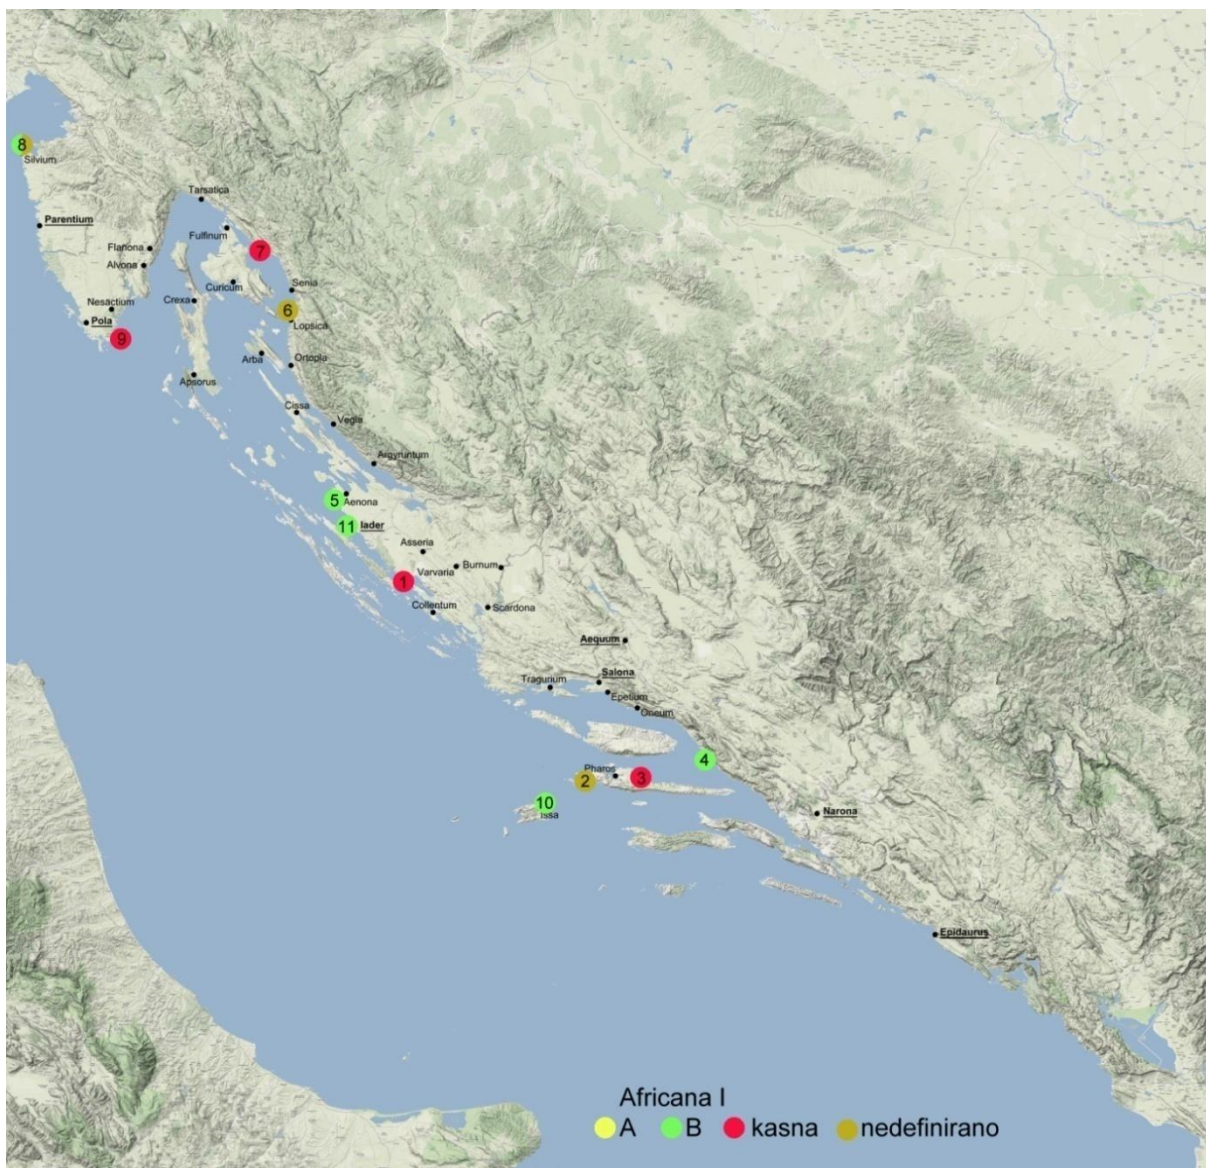 8
Silvium
Tarsatica
Parentium
Fulfinum
Flanona
7
Alvona
Curicum
Senia
Crexa
Nesactium
6
Pola
Lopsica
9
Arba
Ortopla
Apsorus
Cissa
Vegia
Argyruntum
5
Aenona
11
Iader
Asseria
Varvaria
Burnum
1
Collentum
Scardona
Aequum
Salona
Tragurium
Epetium
Oneum
4
Pharos
2
3
10
Issa
Narona
Epidaurus
Africana I
A B kasna nedefinirano